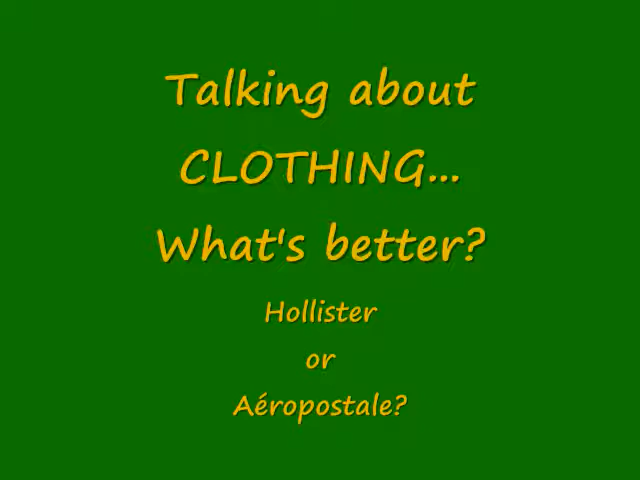 Talking about
CLOTHING...
What's better?
Hollister
or
Aéropostale?